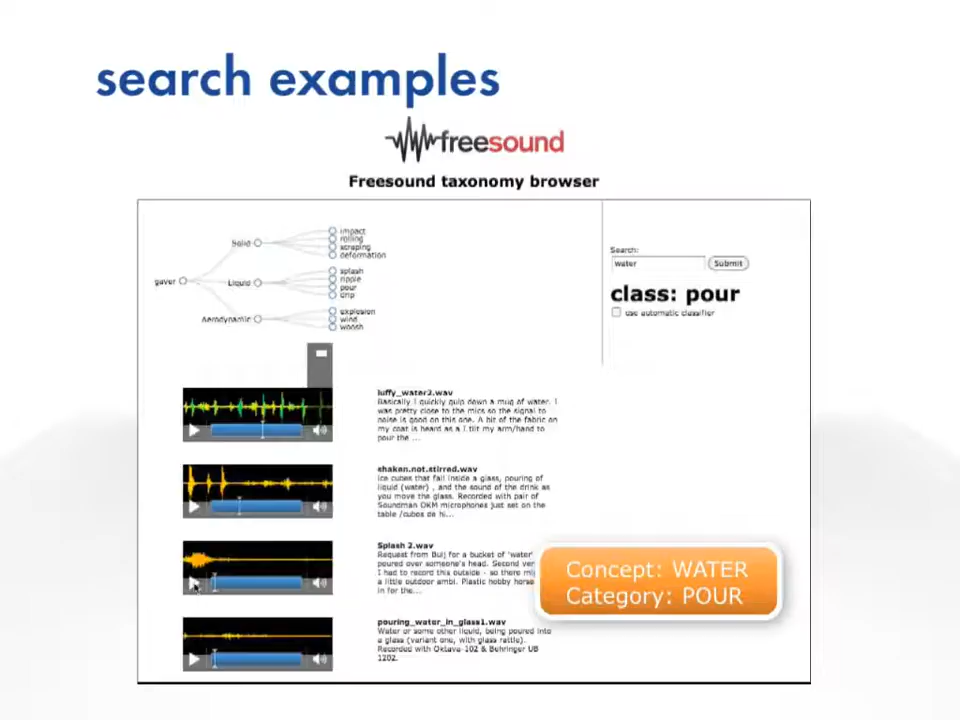 search examples
freesound
Freesound taxonomy browser
gaver
Solid
impact
rolling
scraping
deformation
Liquid
splash
ripple
pour
drip
Aerodynamic
explosion
wind
woosh
Search:
water
Submit
class: pour
use automatic classifier
luffy_water2.wav
Basically I quickly gulp down a mug of water. I
was pretty close to the mics so the signal to
noise is good on this one. A bit of the fabric on
my coat is heard as I tilt my arm/hand to
pour the ...
shaken.not.stirred.wav
Ice cubes that fall inside a glass, pouring of
liquid (water) , and the sound of the drink as
you move the glass. Recorded with pair of
Soundman OKM microphones just set on the
table /cubos de hi...
Splash 2.wav
Request from Buij for a bucket of 'water'
poured over someone's head. Second
I had to record this outside - so there
a little outdoor ambi. Plastic hobby
in for the...
pouring_water_in_glass1.wav
Water or some other liquid, being poured into
a glass (variant one, with glass rattle).
Recorded with Oktava-102 & Behringer UB
1202.
Concept: WATER
Category: POUR